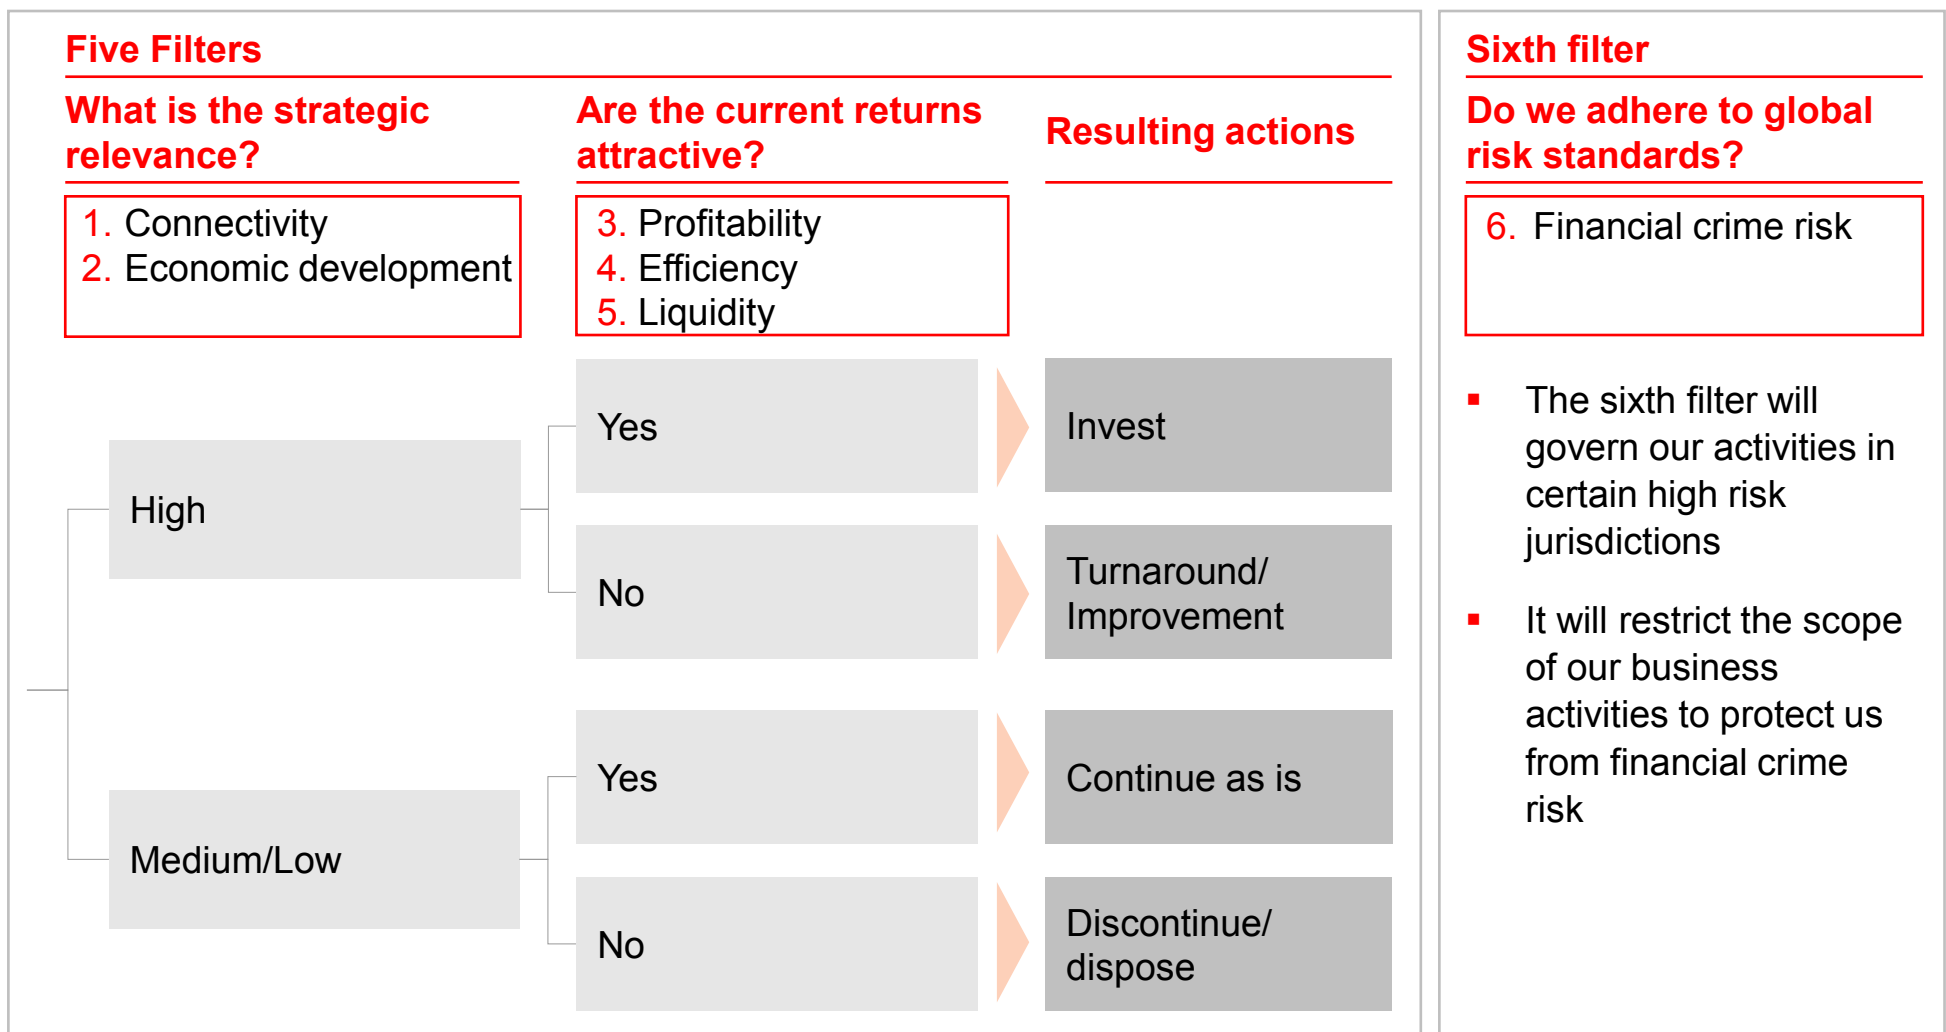 Five Filters
What is the strategic
relevance?
Are the current returns
attractive?
Resulting actions
1. Connectivity
2. Economic development
3. Profitability
4. Efficiency
5. Liquidity
High
Yes
Invest
No
Turnaround/
Improvement
Medium/Low
Yes
Continue as is
No
Discontinue/
dispose
Sixth filter
Do we adhere to global
risk standards?
6. Financial crime risk
▪ The sixth filter will
govern our activities in
certain high risk
jurisdictions
▪ It will restrict the scope
of our business
activities to protect us
from financial crime
risk